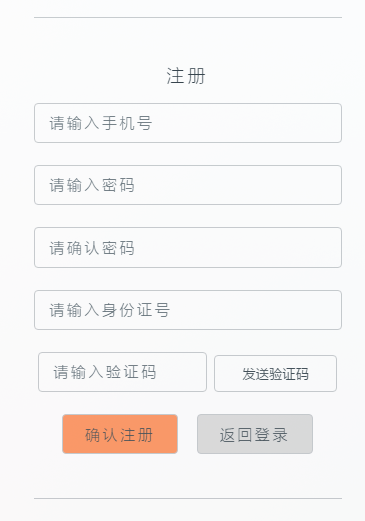 注册
请输入手机号
请输入密码
请确认密码
请输入身份证号
请输入验证码 发送验证码
确认注册 返回登录